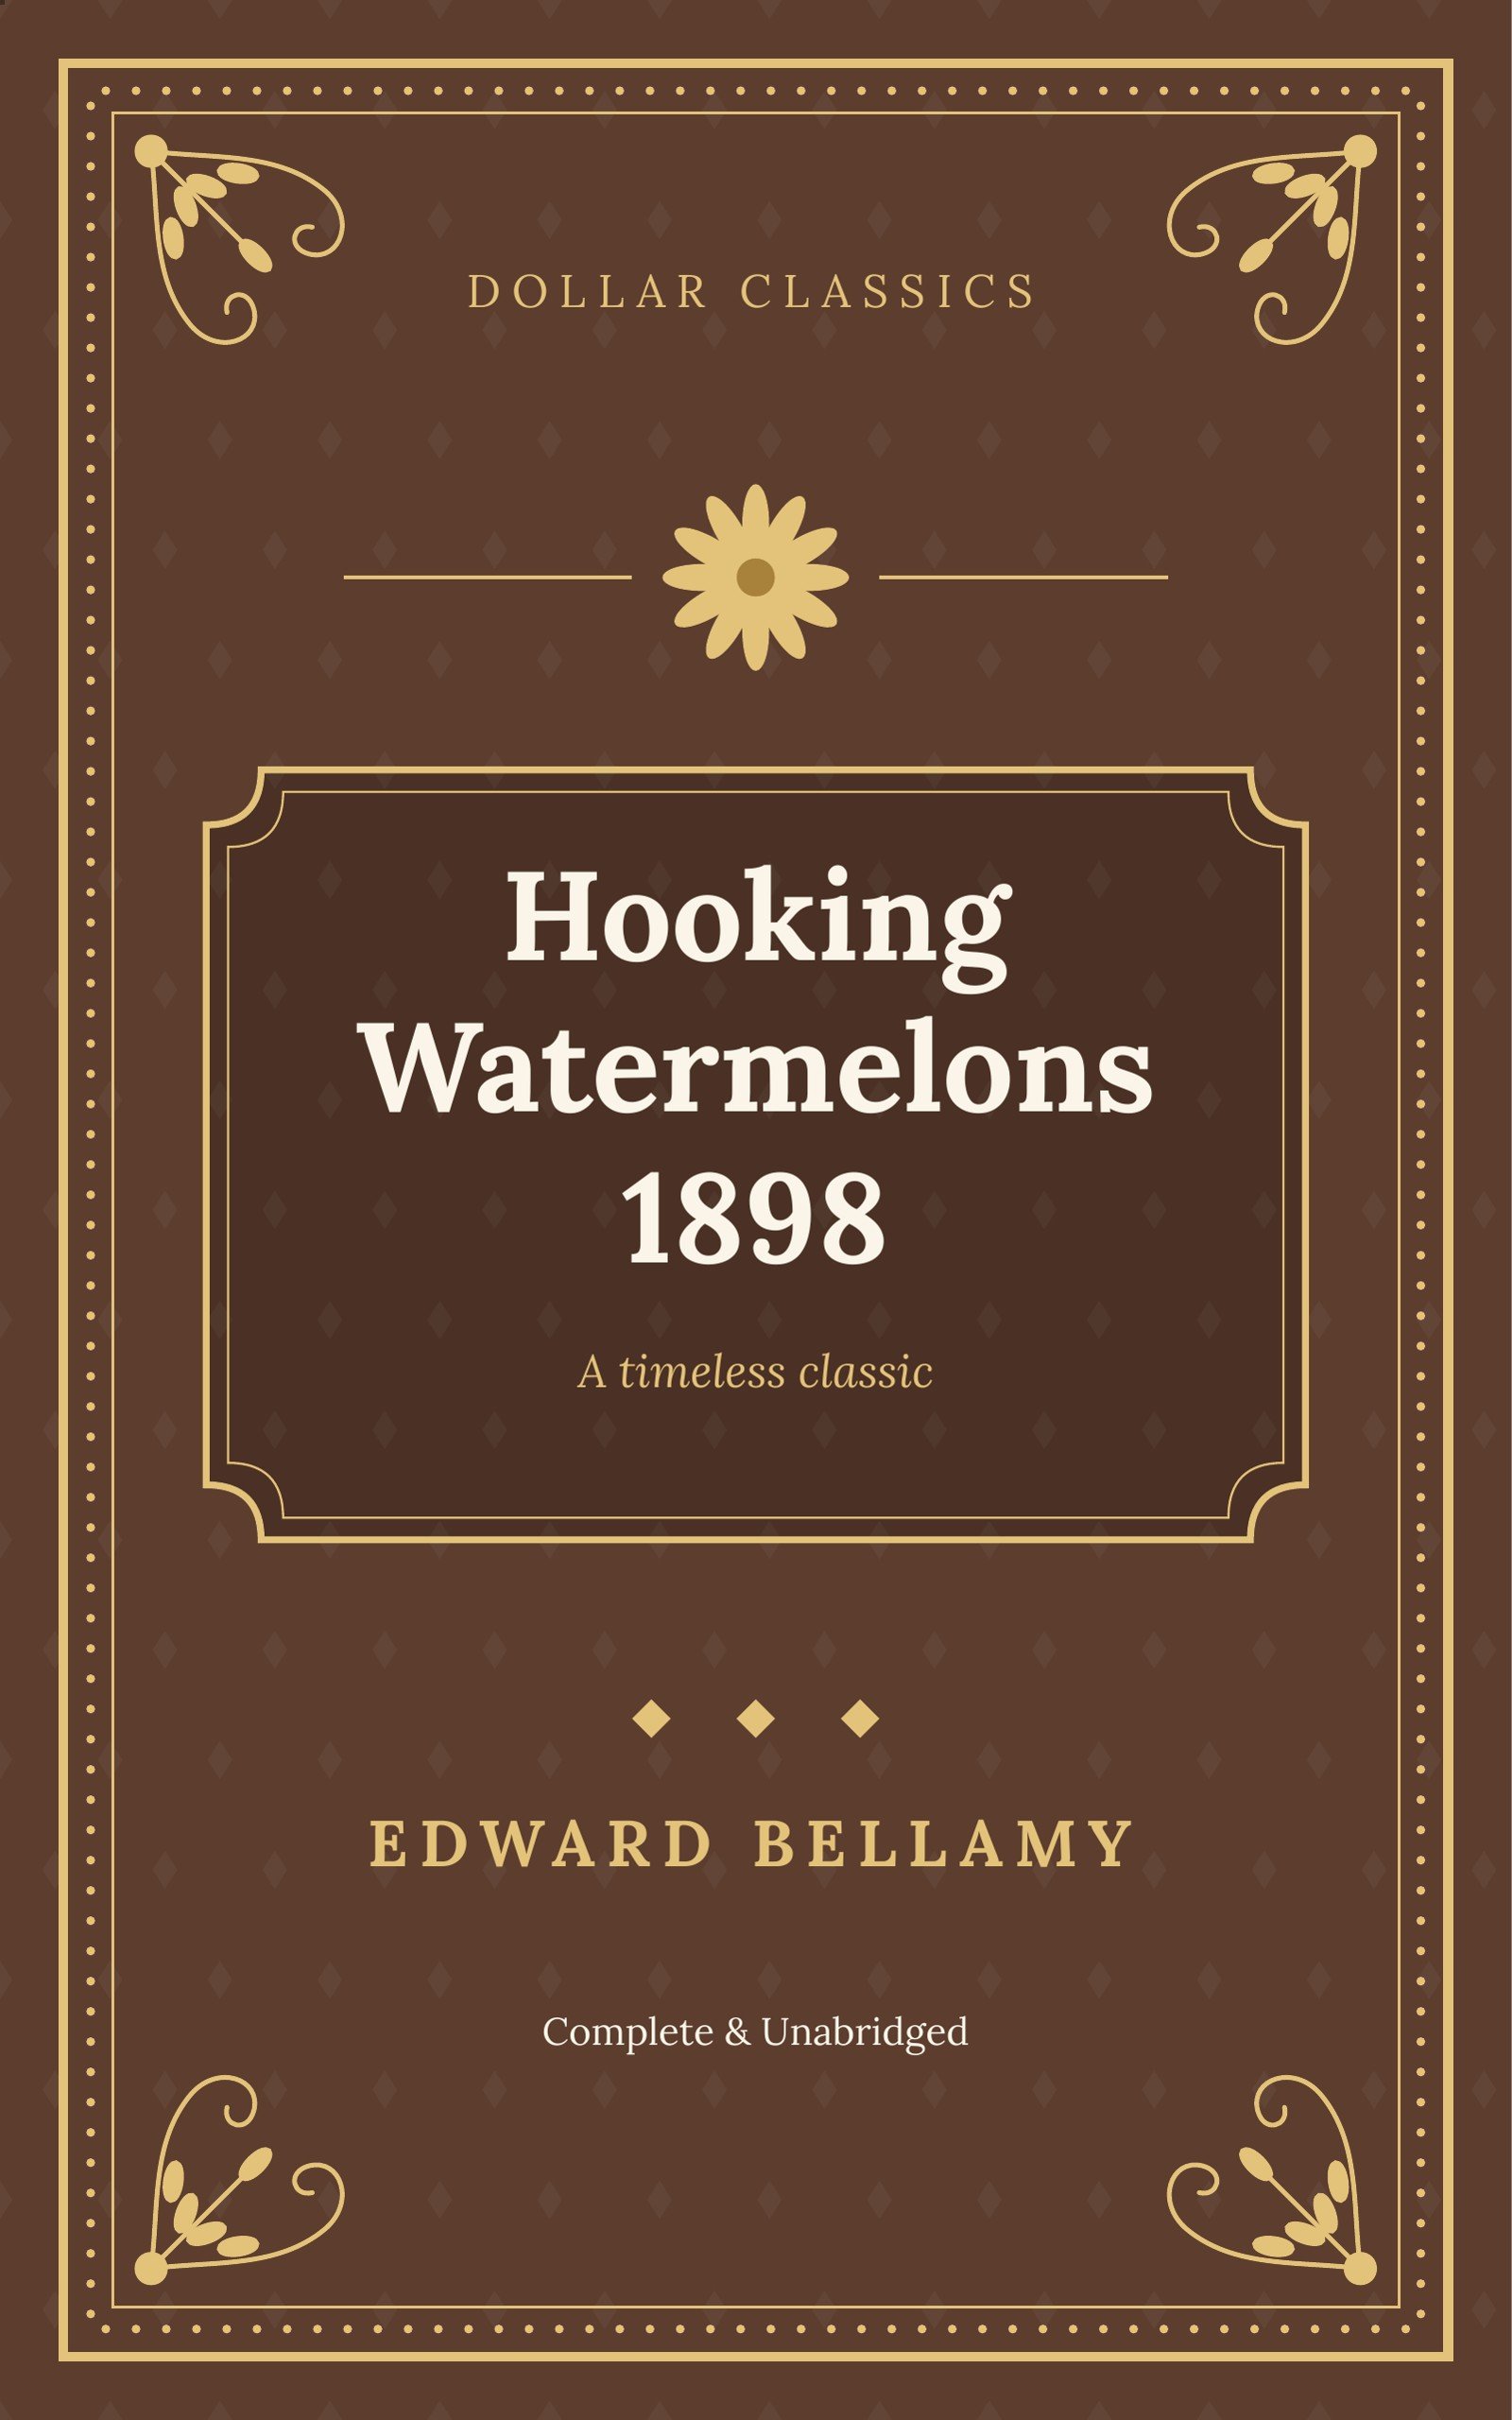 DOLLAR CLASSICS
Hooking
Watermelons
1898
A timeless classic
EDWARD BELLAMY
Complete & Unabridged